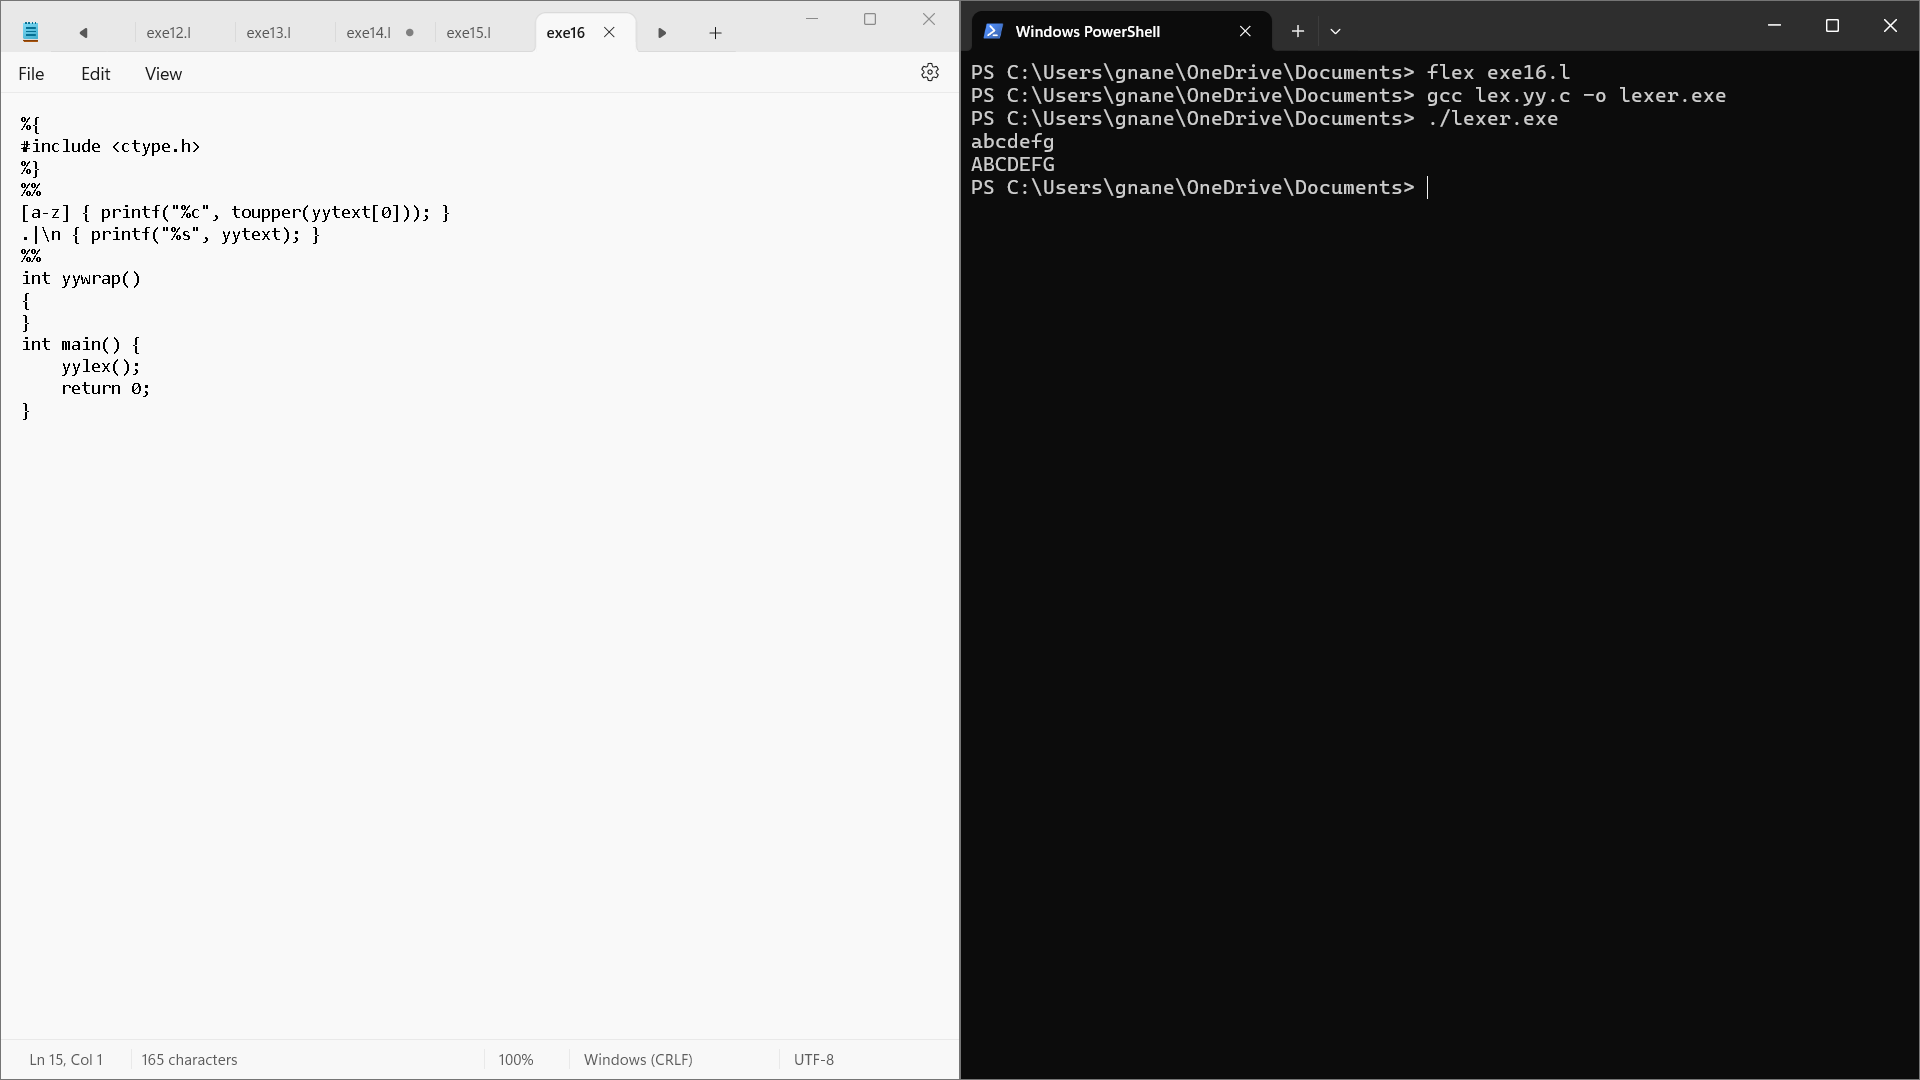 exe12.l exe13.l exe14.l exe15.l exe16
File Edit View
%{
#include <ctype.h>
%}
%%
[a-z] { printf("%c", toupper(yytext[0])); }
.|\n { printf("%s", yytext); }
%%
int yywrap()
{
}
int main() {
    yylex();
    return 0;
}
Ln 15, Col 1 165 characters 100% Windows (CRLF) UTF-8
Windows PowerShell
PS C:\Users\gnane\OneDrive\Documents> flex exe16.l
PS C:\Users\gnane\OneDrive\Documents> gcc lex.yy.c -o lexer.exe
PS C:\Users\gnane\OneDrive\Documents> ./lexer.exe
abcdefg
ABCDEFG
PS C:\Users\gnane\OneDrive\Documents>